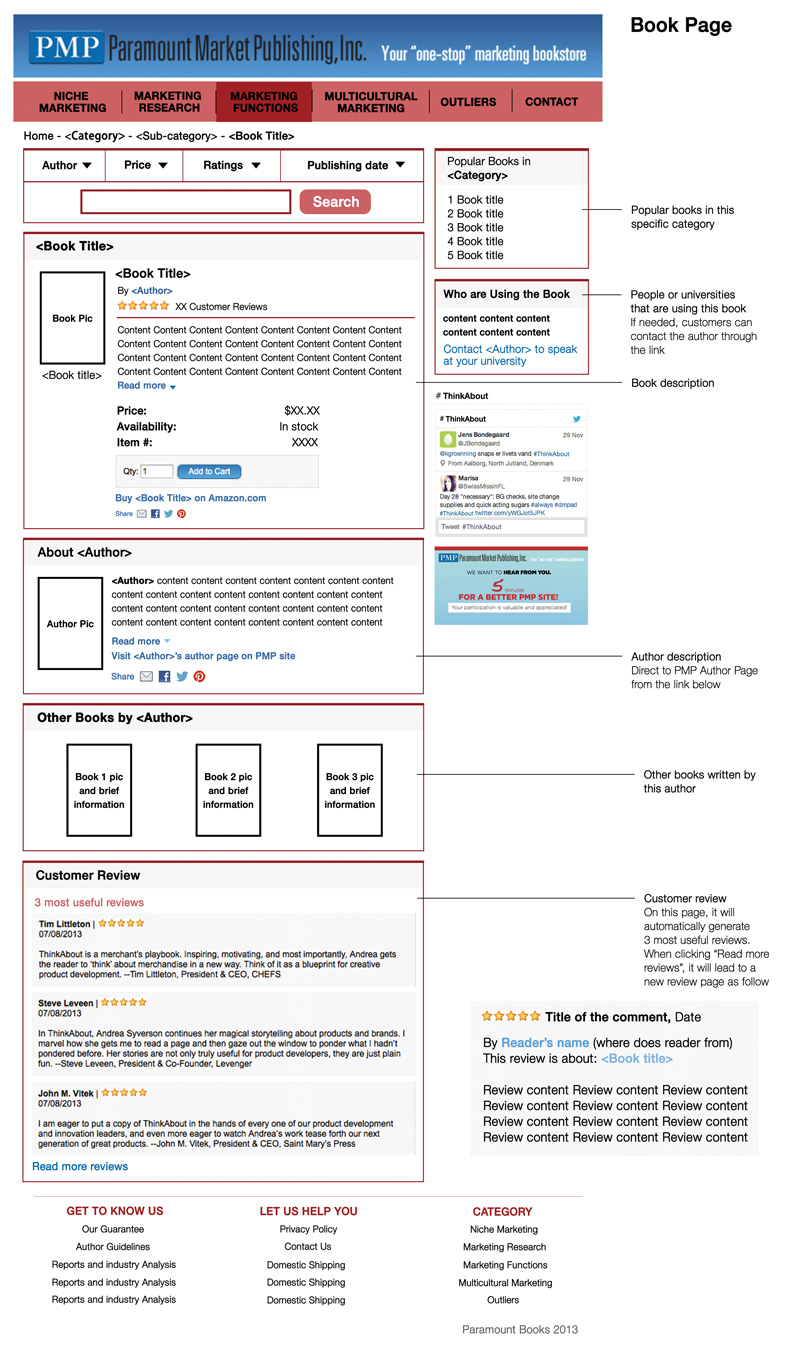 Book Page
PMP Paramount Market Publishing, Inc. Your "one-stop" marketing bookstore
NICHE MARKETING
MARKETING RESEARCH
MARKETING FUNCTIONS
MULTICULTURAL MARKETING
OUTLIERS
CONTACT
Home - <Category> - <Sub-category> - <Book Title>
Author
Price
Ratings
Publishing date
Search
<Book Title>
Book Pic
<Book title>
<Book Title>
By <Author>
XX Customer Reviews
Content Content Content Content Content Content Content Content
Content Content Content Content Content Content Content Content
Content Content Content Content Content Content Content Content
Content Content Content Content Content Content Content Content
Read more
Price: $XX.XX
Availability: In stock
Item #: XXXX
Qty: 1 Add to Cart
Buy <Book Title> on Amazon.com
Share
About <Author>
Author Pic
<Author> content content content content content content content
content content content content content content content content
content content content content content content content content
content content content content content content content content
Read more
Visit <Author>'s author page on PMP site
Share
Other Books by <Author>
Book 1 pic
and brief
information
Book 2 pic
and brief
information
Book 3 pic
and brief
information
Customer Review
3 most useful reviews
Tim Littleton |
07/08/2013
ThinkAbout is a merchant's playbook. Inspiring, motivating, and most importantly, Andrea gets
the reader to 'think' about merchandise in a new way. Think of it as a blueprint for creative
product development. --Tim Littleton, President & CEO, CHEFS
Steve Leveen |
07/08/2013
In ThinkAbout, Andrea Syverson continues her magical storytelling about products and brands. I
marvel how she gets me to read a page and then gaze out the window to ponder what I hadn't
pondered before. Her stories are not only truly useful for product developers, they are just plain
fun. --Steve Leveen, President & Co-Founder, Levenger
John M. Vitek |
07/08/2013
I am eager to put a copy of ThinkAbout in the hands of every one of our product development
and innovation leaders, and even more eager to watch Andrea's work tease forth our next
generation of great products. --John M. Vitek, President & CEO, Saint Mary's Press
Read more reviews
Popular Books in
<Category>
1 Book title
2 Book title
3 Book title
4 Book title
5 Book title
Who are Using the Book
content content content
content content content
Contact <Author> to speak
at your university
# ThinkAbout
# ThinkAbout
Jens Bondegaard 29 Nov
@JBondegaard
@kgroenning snaps er livets vand #ThinkAbout
From Aalborg, North Jutland, Denmark
Marisa 29 Nov
@SwissMissinFL
Day 28 "necessary": BG checks, site change
supplies and quick acting sugars #always #dmpad
#ThinkAbout twitter.com/yWGJot5JPK
Tweet #ThinkAbout
PMP Paramount Market Publishing, Inc. Your "one-stop" marketing bookstore
WE WANT TO HEAR FROM YOU.
5 minutes
FOR A BETTER PMP SITE!
Your participation is valuable and appreciated!
Popular books in this
specific category
People or universities
that are using this book
If needed, customers can
contact the author through
the link
Book description
Author description
Direct to PMP Author Page
from the link below
Other books written by
this author
Customer review
On this page, it will
automatically generate
3 most useful reviews.
When clicking "Read more
reviews", it will lead to a
new review page as follow
Title of the comment, Date
By Reader's name (where does reader from)
This review is about: <Book title>
Review content Review content Review content
Review content Review content Review content
Review content Review content Review content
Review content Review content Review content
GET TO KNOW US
Our Guarantee
Author Guidelines
Reports and industry Analysis
Reports and industry Analysis
Reports and industry Analysis
LET US HELP YOU
Privacy Policy
Contact Us
Domestic Shipping
Domestic Shipping
Domestic Shipping
CATEGORY
Niche Marketing
Marketing Research
Marketing Functions
Multicultural Marketing
Outliers
Paramount Books 2013